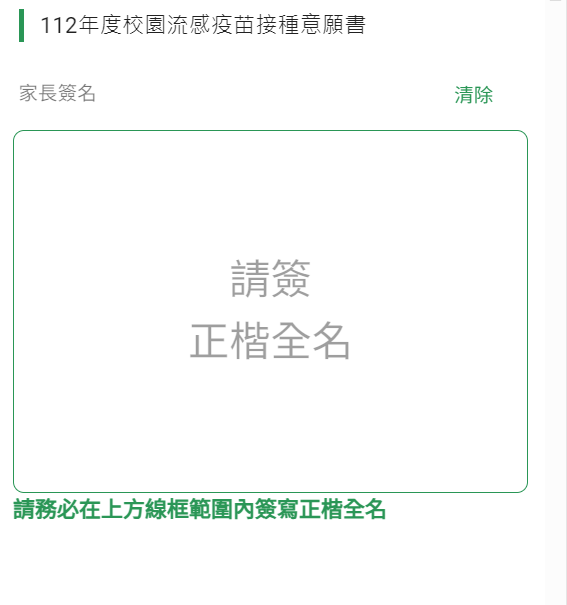 112年度校園流感疫苗接種意願書
家長簽名
清除
請簽
正楷全名
請務必在上方線框範圍內簽寫正楷全名